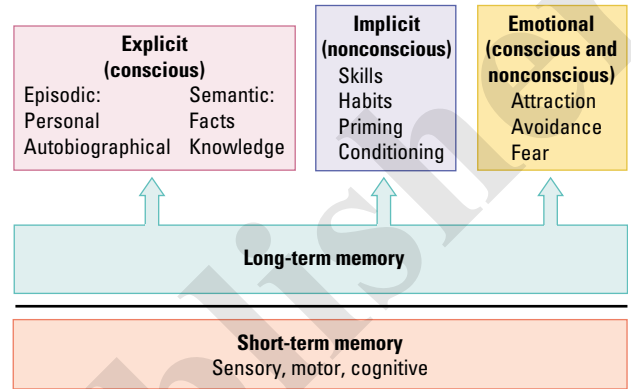 Explicit
(conscious)
Episodic:
Personal
Autobiographical
Semantic:
Facts
Knowledge
Implicit
(nonconscious)
Skills
Habits
Priming
Conditioning
Emotional
(conscious and
nonconscious)
Attraction
Avoidance
Fear
Long-term memory
Short-term memory
Sensory, motor, cognitive